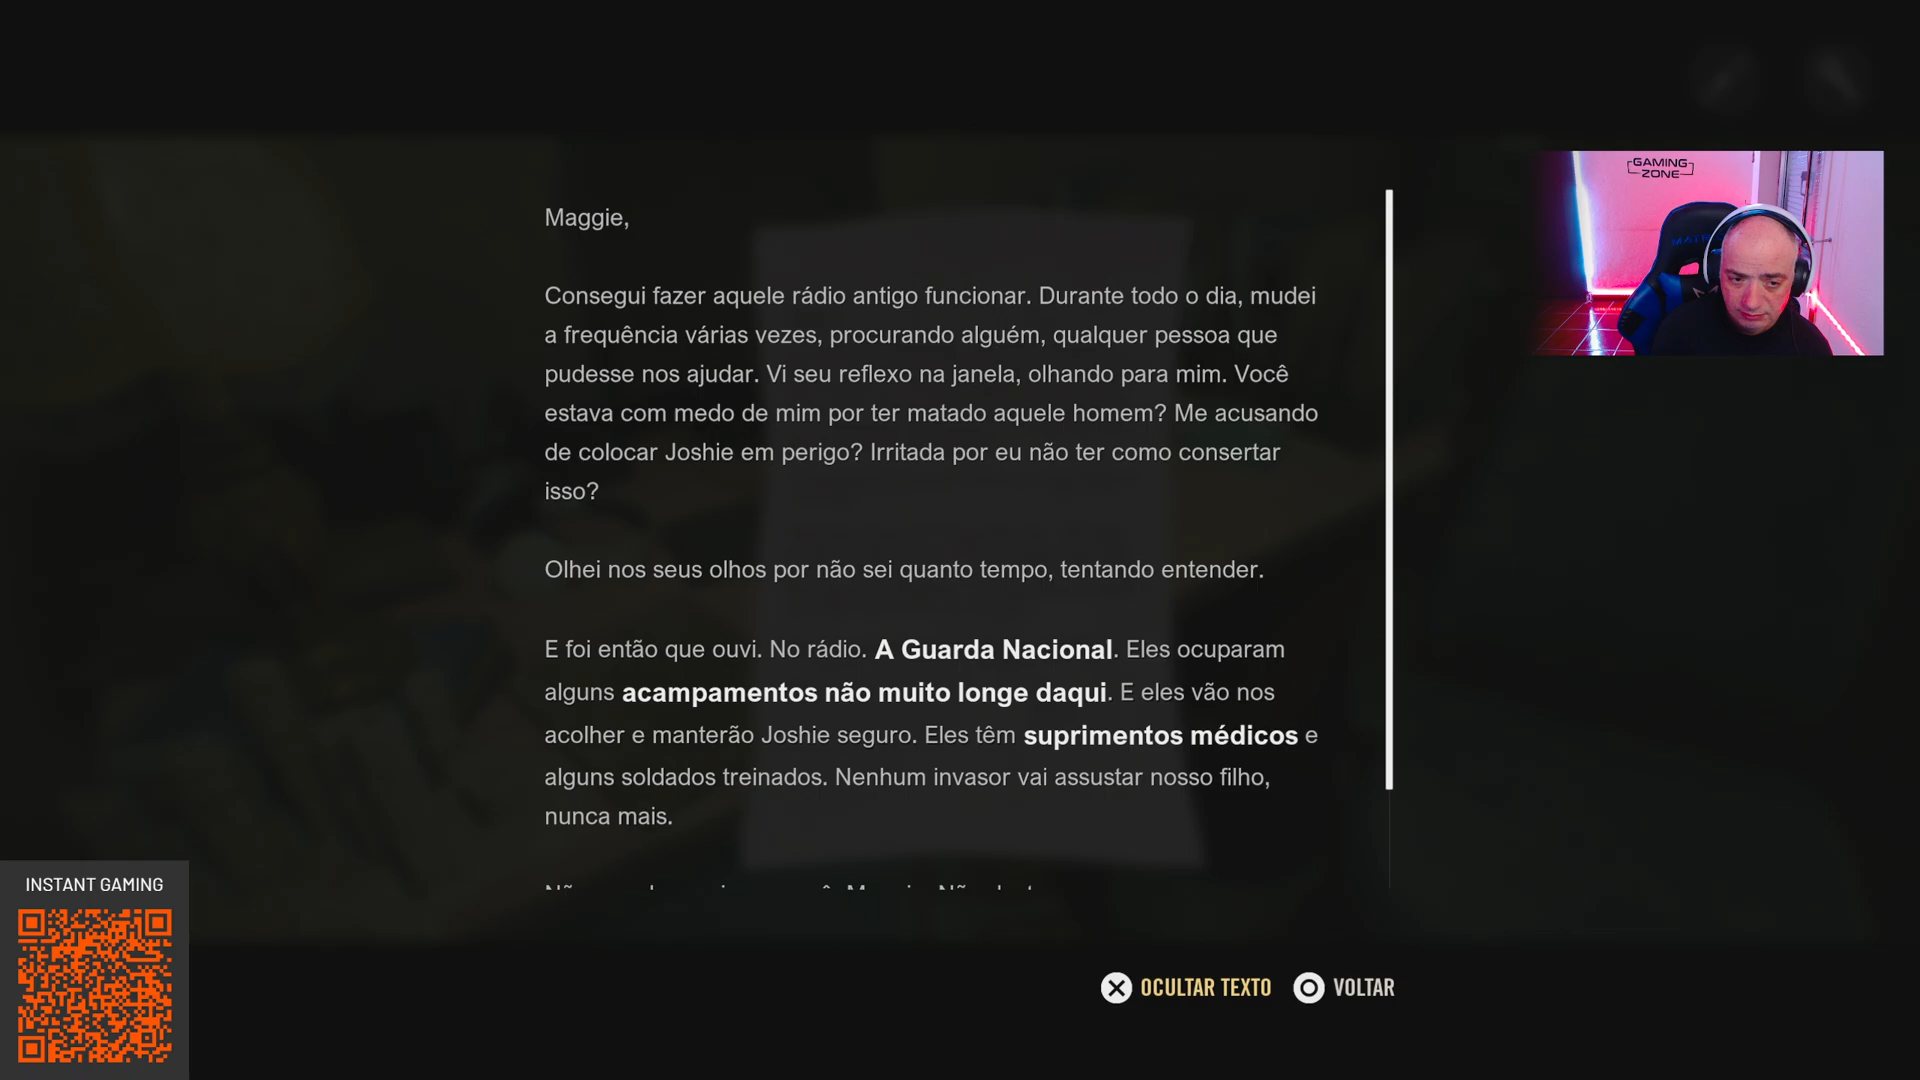 GAMING
ZONE
Maggie,
Consegui fazer aquele rádio antigo funcionar. Durante todo o dia, mudei
a frequência várias vezes, procurando alguém, qualquer pessoa que
pudesse nos ajudar. Vi seu reflexo na janela, olhando para mim. Você
estava com medo de mim por ter matado aquele homem? Me acusando
de colocar Joshie em perigo? Irritada por eu não ter como consertar
isso?
Olhei nos seus olhos por não sei quanto tempo, tentando entender.
E foi então que ouvi. No rádio. A Guarda Nacional. Eles ocuparam
alguns acampamentos não muito longe daqui. E eles vão nos
acolher e manterão Joshie seguro. Eles têm suprimentos médicos e
alguns soldados treinados. Nenhum invasor vai assustar nosso filho,
nunca mais.
INSTANT GAMING
OCULTAR TEXTO VOLTAR